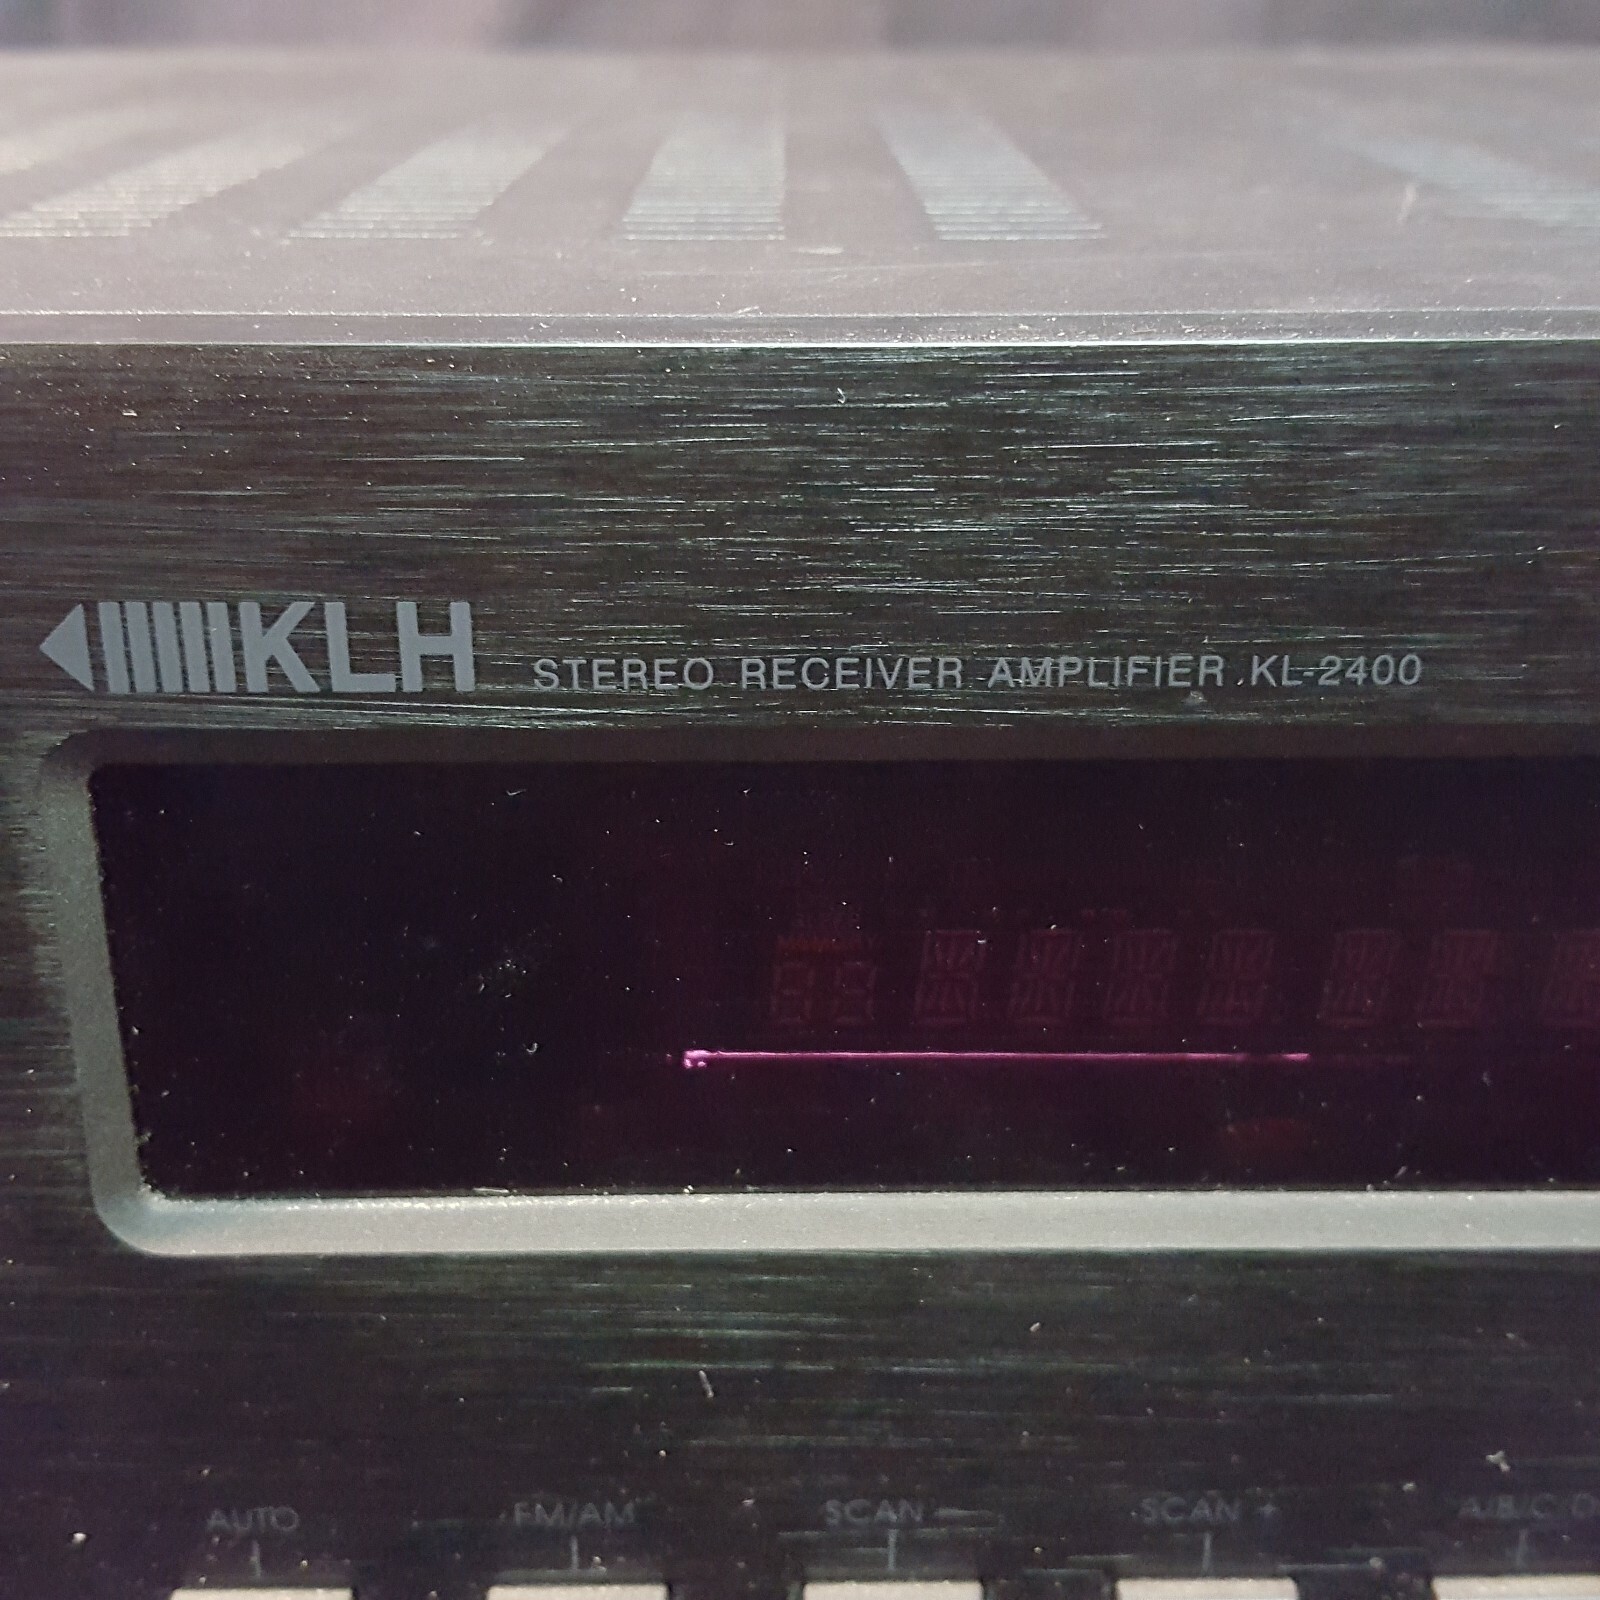 KLH STEREO RECEIVER AMPLIFIER KL-2400
AUTO FM/AM SCAN — SCAN + A/B/C/D